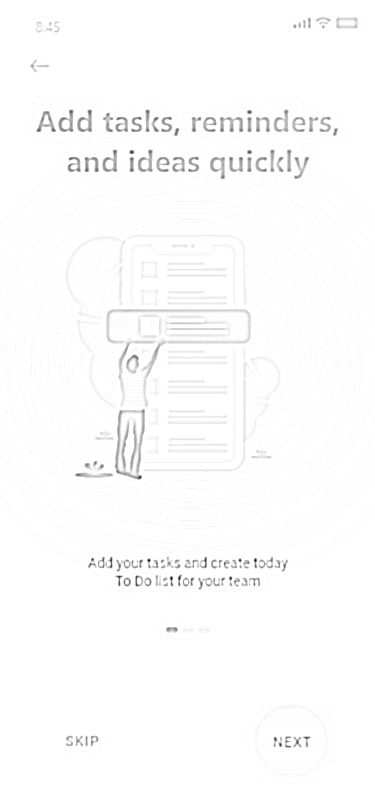 8.45
Add tasks, reminders,
and ideas quickly
Add your tasks and create today
To Do list for your team
SKIP
NEXT